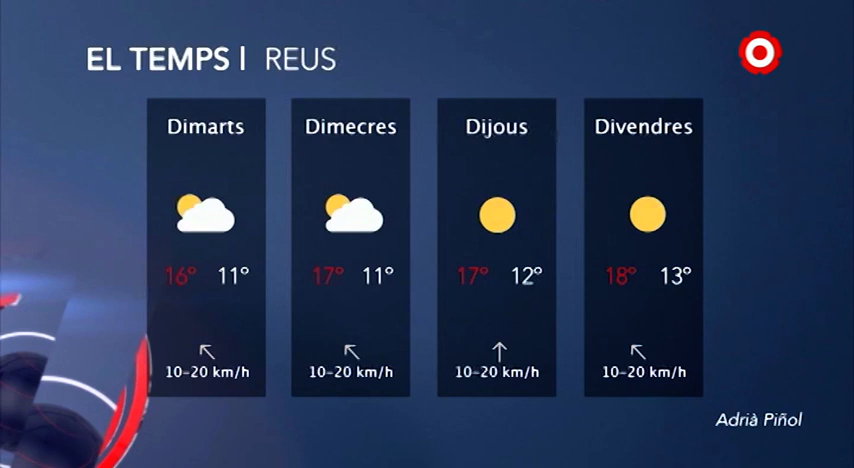 EL TEMPS | REUS
Dimarts
16° 11°
10-20 km/h
Dimecres
17° 11°
10-20 km/h
Dijous
17° 12°
10-20 km/h
Divendres
18° 13°
10-20 km/h
Adrià Piñol